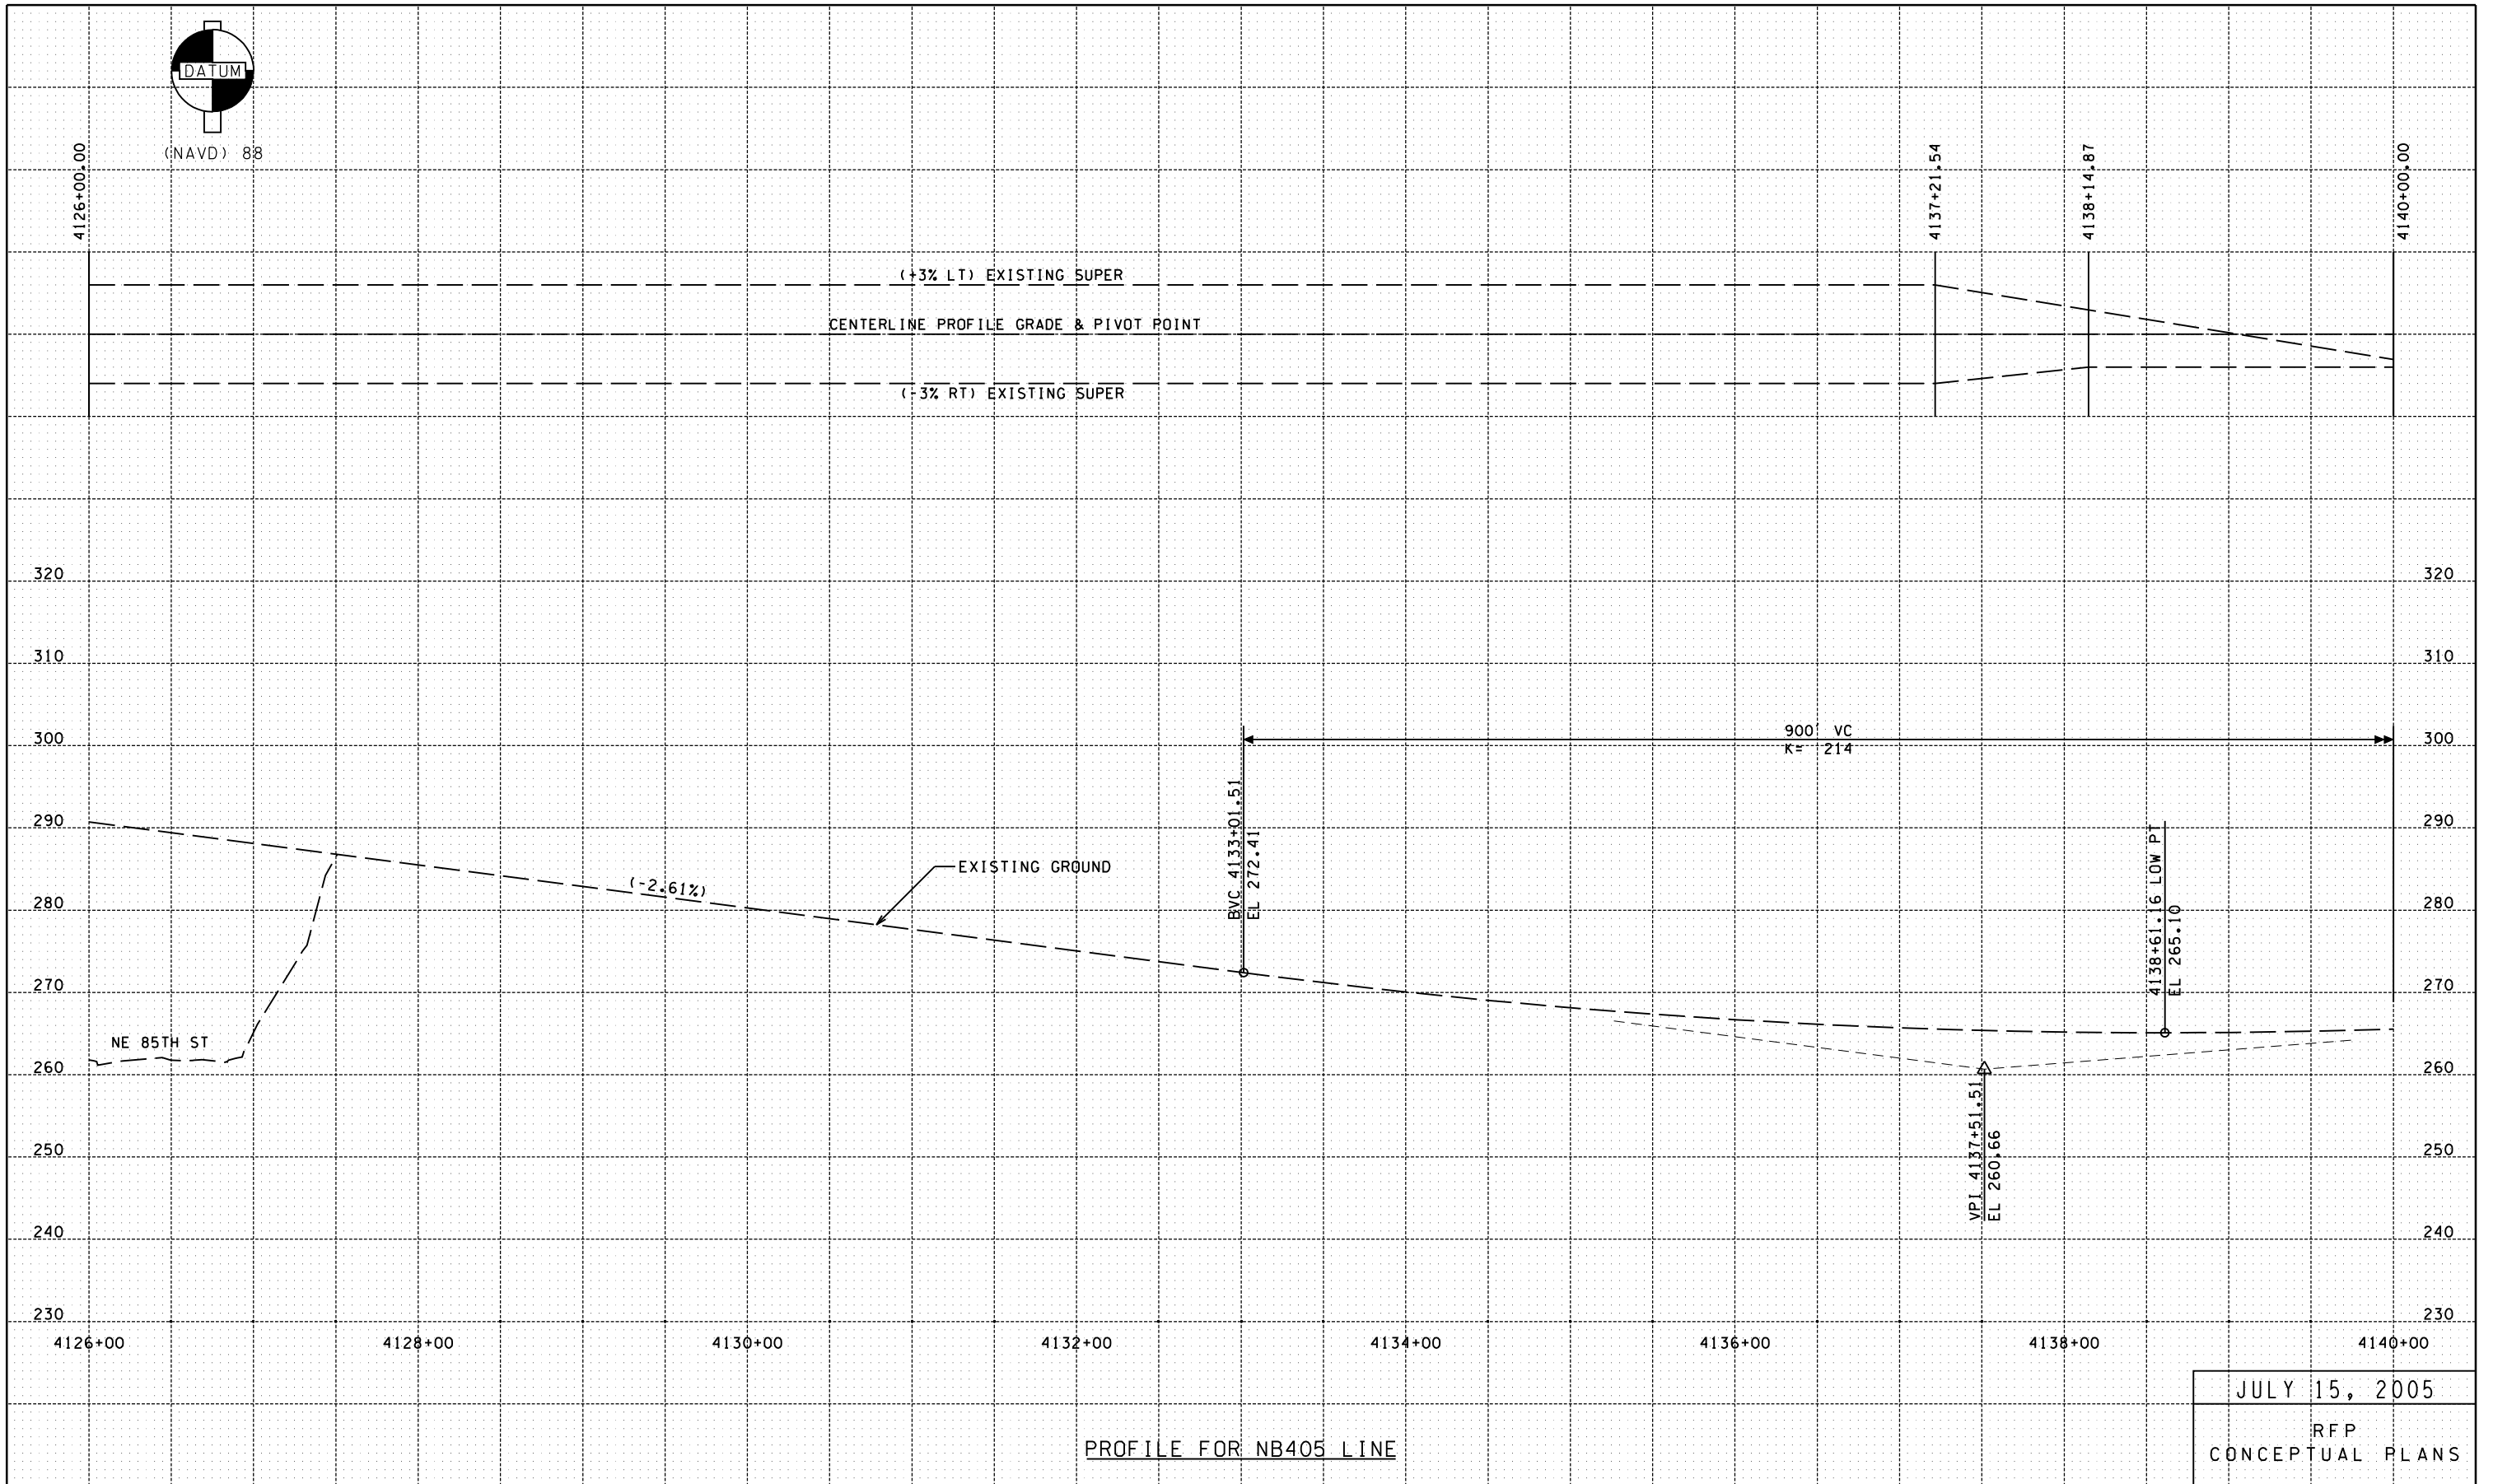 DATUM
(NAVD) 88
4126+00.00
4137+21.54
4138+14.87
4140+00.00
(+3% LT) EXISTING SUPER
CENTERLINE PROFILE GRADE & PIVOT POINT
(-3% RT) EXISTING SUPER
320 320
310 310
900' VC
300 300
K= 214
290 290
BVC 4133+01.51
EL 272.41
4138+61.16 LOW PT
EL 265.10
EXISTING GROUND
(-2.61%)
280 280
270 270
NE 85TH ST
260 260
VPI 4137+51.51
EL 260.66
250 250
240 240
230 230
4126+00 4128+00 4130+00 4132+00 4134+00 4136+00 4138+00 4140+00
JULY 15, 2005
PROFILE FOR NB405 LINE
RFP
CONCEPTUAL PLANS